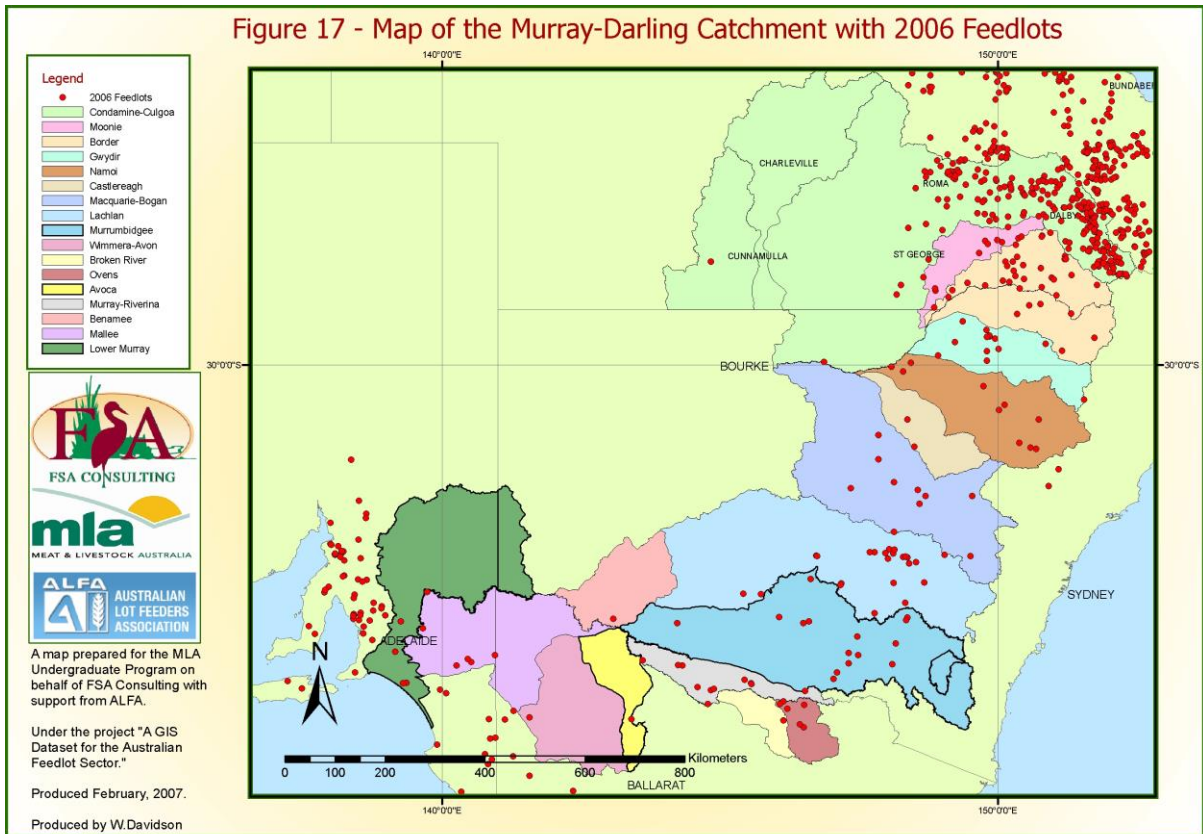 Figure 17 - Map of the Murray-Darling Catchment with 2006 Feedlots
140°0'0"E
150°0'0"E
Legend
2006 Feedlots
Condamine-Culgoa
Moonie
Border
Gwydir
Namoi
Castlereagh
Macquarie-Bogan
Lachlan
Murrumbidgee
Wimmera-Avon
Broken River
Ovens
Avoca
Murray-Riverina
Benamee
Mallee
Lower Murray
BUNDABER
CHARLEVILLE
ROMA
DALBY
CUNNAMULLA
ST GEORGE
30°0'0"S
BOURKE
30°0'0"S
SYDNEY
ADELAIDE
N
Kilometers
0 100 200 400 600 800
BALLARAT
140°0'0"E
150°0'0"E
FSA
FSA CONSULTING
mla
MEAT & LIVESTOCK AUSTRALIA
ALFA
AUSTRALIAN
LOT FEEDERS
ASSOCIATION
A map prepared for the MLA
Undergraduate Program on
behalf of FSA Consulting with
support from ALFA.
Under the project "A GIS
Dataset for the Australian
Feedlot Sector."
Produced February, 2007.
Produced by W.Davidson